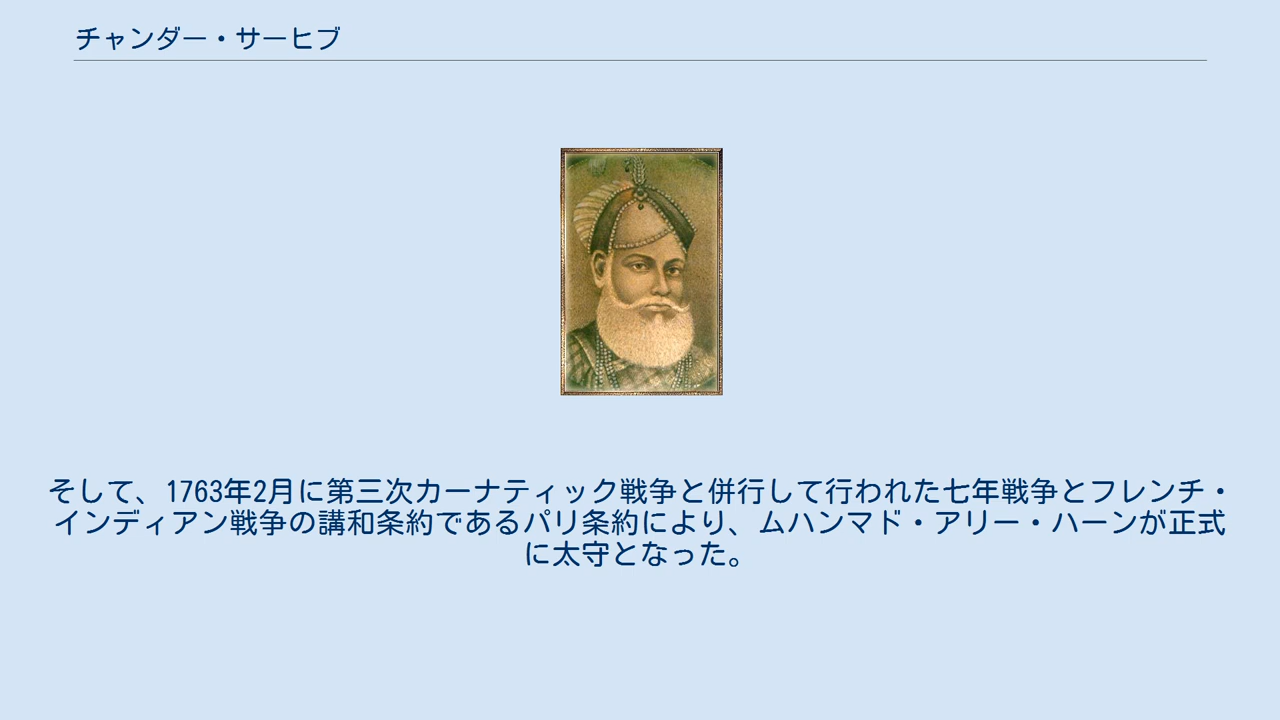 チャンダー・サーヒブ
そして、1763年2月に第三次カーナティック戦争と併行して行われた七年戦争とフレンチ・
インディアン戦争の講和条約であるパリ条約により、ムハンマド・アリー・ハーンが正式
に太守となった。